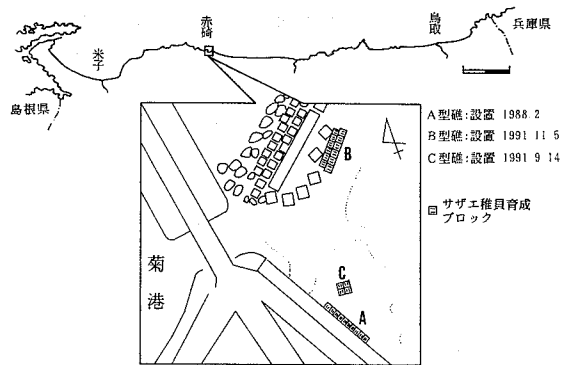 兵庫県
鳥取
赤碕
米子
島根県
A型礁:設置 1988.2
B型礁:設置 1991 11 5
C型礁:設置 1991 9 14
サザエ稚貝育成
ブロック
B
C
A
菊港